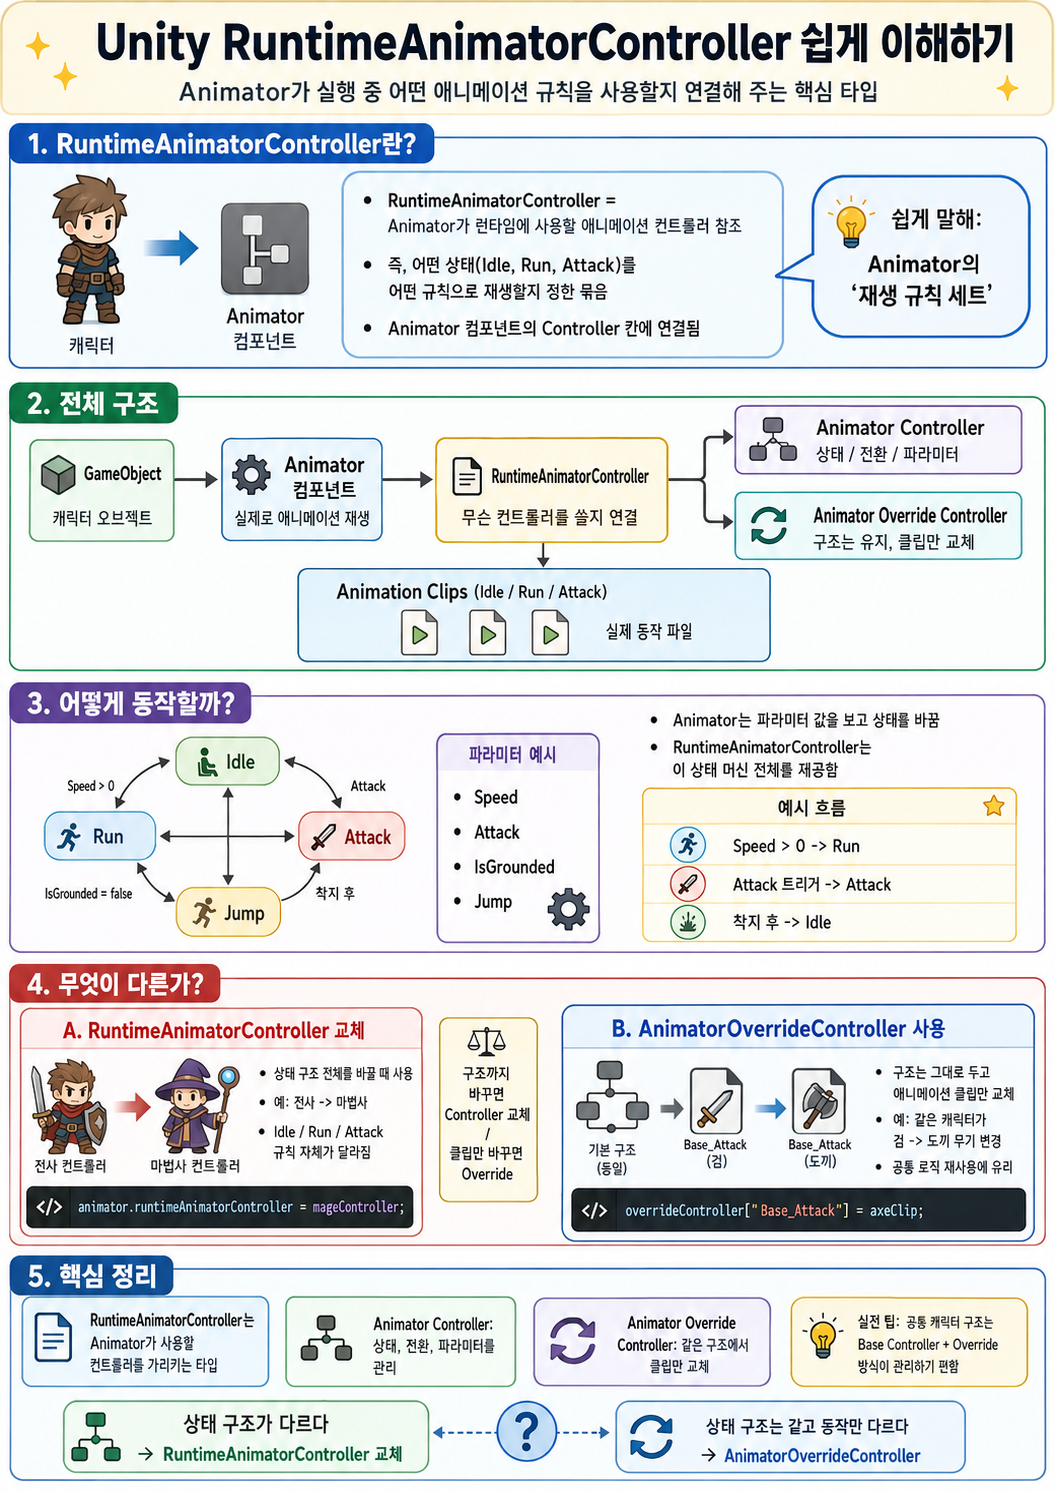 Unity RuntimeAnimatorController 쉽게 이해하기
Animator가 실행 중 어떤 애니메이션 규칙을 사용할지 연결해 주는 핵심 타입
1. RuntimeAnimatorController란?
캐릭터
Animator
컴포넌트
• RuntimeAnimatorController =
Animator가 런타임에 사용할 애니메이션 컨트롤러 참조
• 즉, 어떤 상태(Idle, Run, Attack)를
어떤 규칙으로 재생할지 정한 묶음
• Animator 컴포넌트의 Controller 칸에 연결됨
쉽게 말해:
Animator의
‘재생 규칙 세트’
2. 전체 구조
GameObject
캐릭터 오브젝트
Animator
컴포넌트
실제로 애니메이션 재생
RuntimeAnimatorController
무슨 컨트롤러를 쓸지 연결
Animator Controller
상태 / 전환 / 파라미터
Animator Override Controller
구조는 유지, 클립만 교체
Animation Clips (Idle / Run / Attack)
실제 동작 파일
3. 어떻게 동작할까?
Idle
Speed > 0
Attack
Run
Attack
IsGrounded = false
착지 후
Jump
파라미터 예시
• Speed
• Attack
• IsGrounded
• Jump
• Animator는 파라미터 값을 보고 상태를 바꿈
• RuntimeAnimatorController는
이 상태 머신 전체를 제공함
예시 흐름
Speed > 0 -> Run
Attack 트리거 -> Attack
착지 후 -> Idle
4. 무엇이 다른가?
A. RuntimeAnimatorController 교체
전사 컨트롤러
마법사 컨트롤러
• 상태 구조 전체를 바꿀 때 사용
• 예: 전사 -> 마법사
• Idle / Run / Attack
규칙 자체가 달라짐
</> animator.runtimeAnimatorController = mageController;
구조까지
바꾸면
Controller 교체
/
클립만 바꾸면
Override
B. AnimatorOverrideController 사용
기본 구조
(동일)
Base_Attack
(검)
Base_Attack
(도끼)
• 구조는 그대로 두고
애니메이션 클립만 교체
• 예: 같은 캐릭터가
검 -> 도끼 무기 변경
• 공통 로직 재사용에 유리
</> overrideController["Base_Attack"] = axeClip;
5. 핵심 정리
RuntimeAnimatorController는
Animator가 사용할
컨트롤러를 가리키는 타입
Animator Controller:
상태, 전환, 파라미터를
관리
Animator Override
Controller: 같은 구조에서
클립만 교체
실전 팁: 공통 캐릭터 구조는
Base Controller + Override
방식이 관리하기 편함
상태 구조가 다르다
→ RuntimeAnimatorController 교체
?
상태 구조는 같고 동작만 다르다
→ AnimatorOverrideController